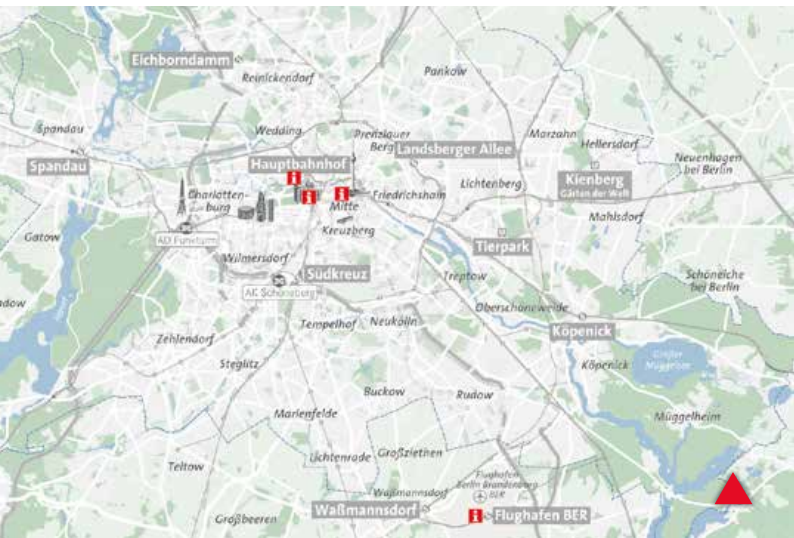 Eichborndamm
Reinickendorf
Pankow
Spandau
Wedding
Prenzlauer
Berg
Marzahn
Hellersdorf
Landsberger Allee
Neuenhagen
bei Berlin
Spandau
Hauptbahnhof
Kienberg
Gärten der Welt
Lichtenberg
Charlotten-
burg
Mitte
Friedrichshain
Mahlsdorf
Kreuzberg
Gatow
AD Funkturm
Tierpark
Wilmersdorf
Südkreuz
Treptow
Schöneiche
bei Berlin
AK Schöneberg
Oberschöneweide
Tempelhof
Neukölln
Köpenick
Zehlendorf
Steglitz
Köpenick
Großer
Müggelsee
Buckow
Rudow
Marienfelde
Müggelheim
Lichtenrade
Großziethen
Teltow
Flughafen
Berlin Brandenburg
BER
Waßmannsdorf
Waßmannsdorf
Flughafen BER
Großbeeren